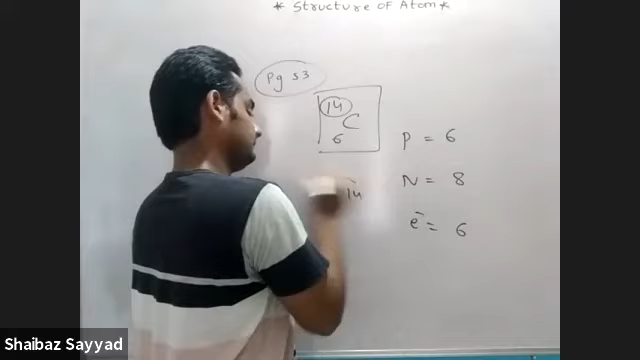 * Structure of Atom *
Pg 53
14
C
6
P = 6
N = 8
14
e⁻ = 6
Shaibaz Sayyad